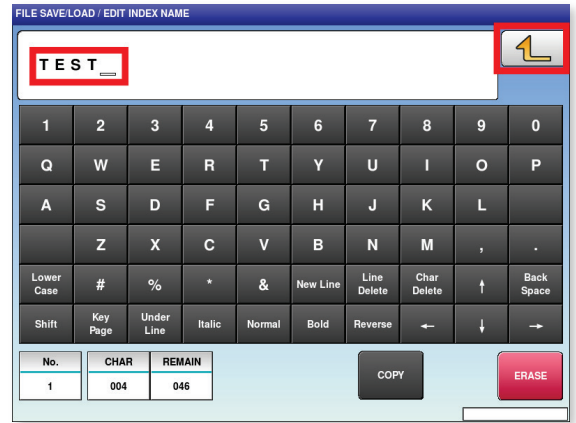 FILE SAVE/LOAD / EDIT INDEX NAME
TEST_
1 2 3 4 5 6 7 8 9 0
Q W E R T Y U I O P
A S D F G H J K L
Z X C V B N M , .
Lower Case # % * & New Line Line Delete Char Delete ↑ Back Space
Shift Key Page Under Line Italic Normal Bold Reverse ← ↓ →
No. CHAR REMAIN
1 004 046
COPY ERASE